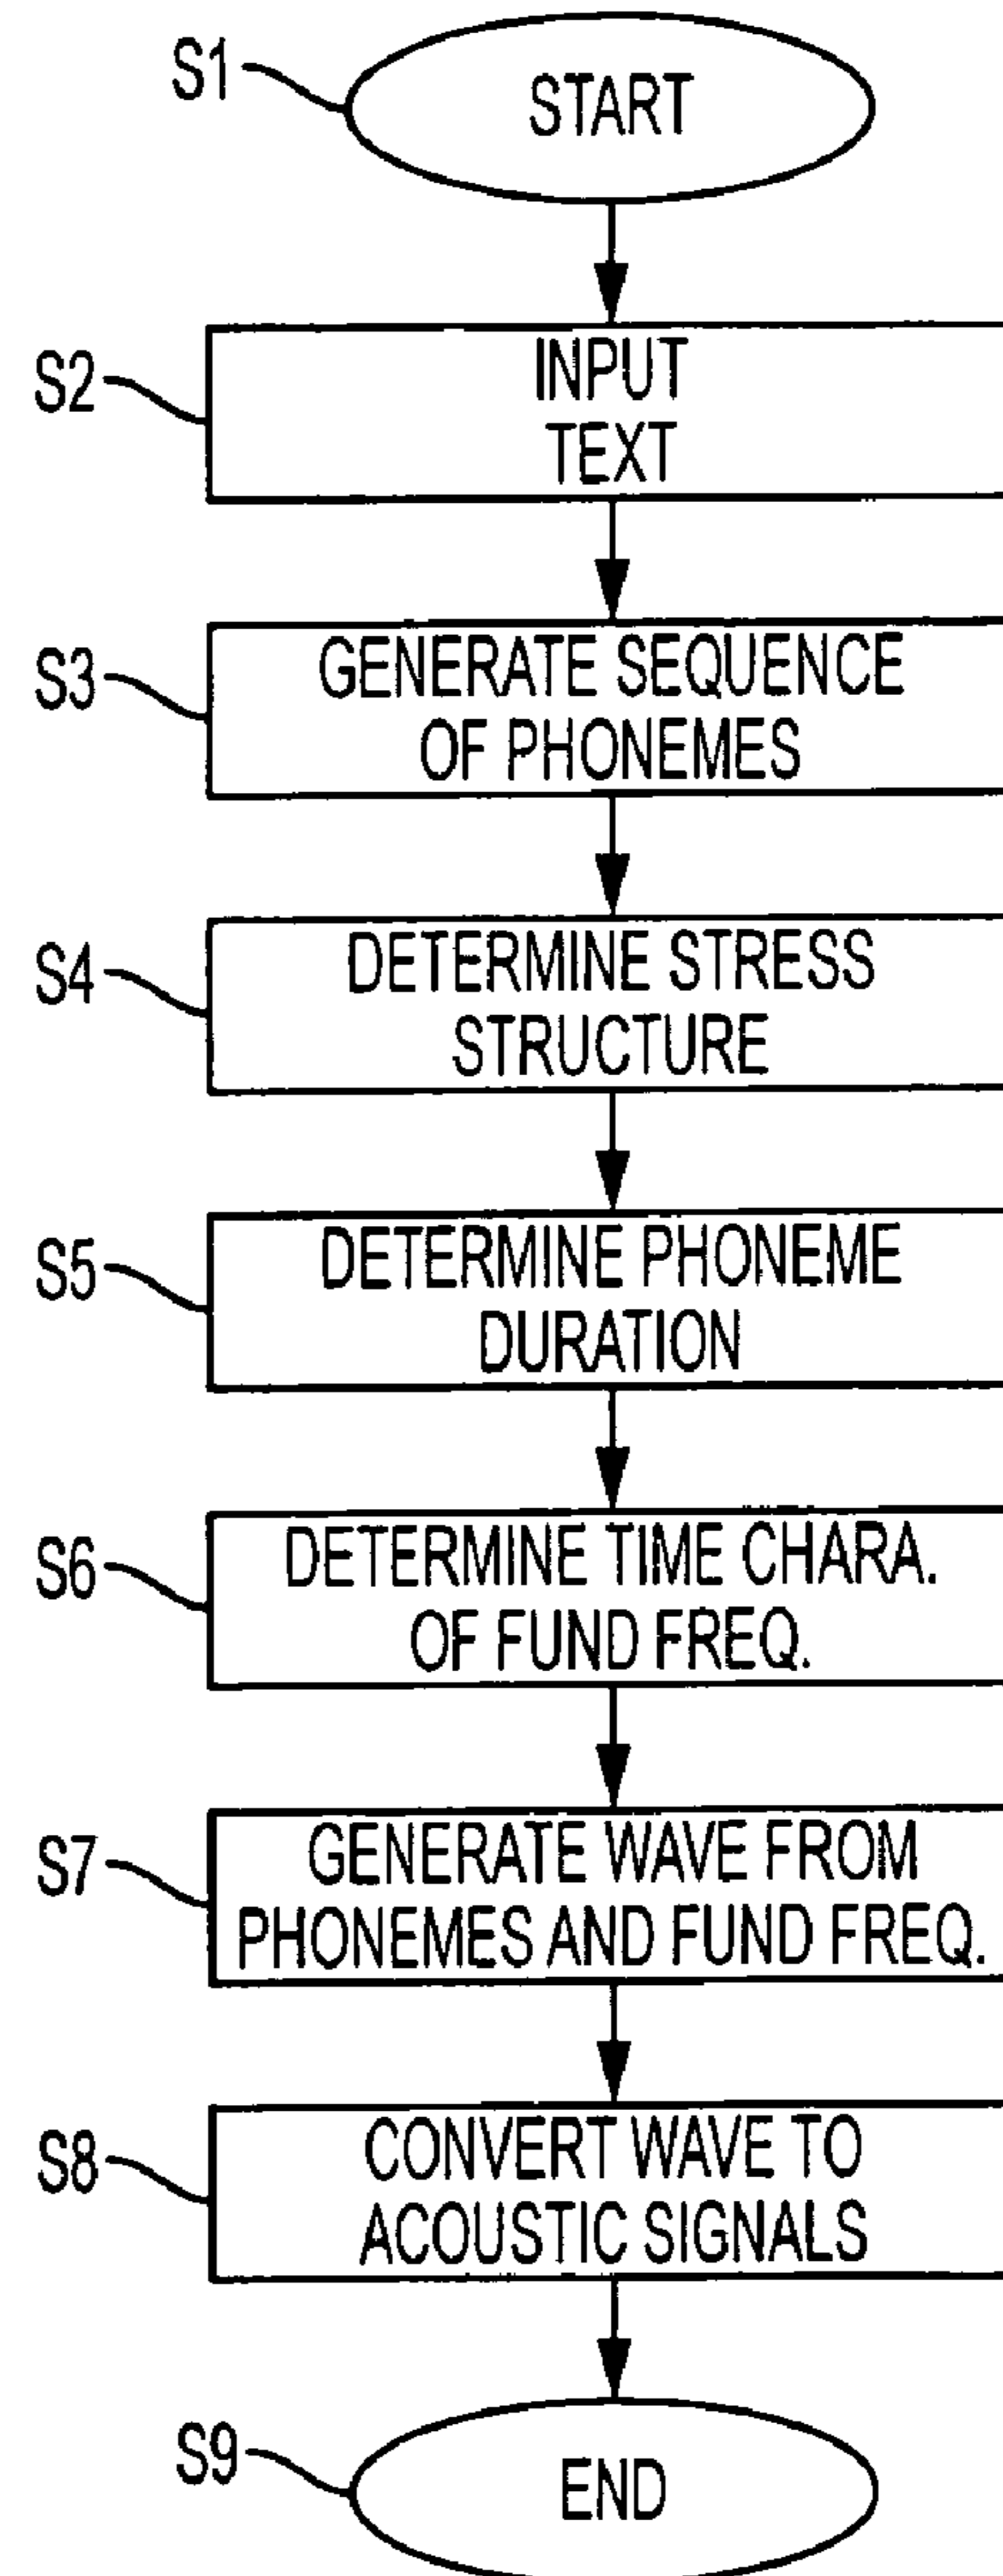 S1
START
S2
INPUT
TEXT
S3
GENERATE SEQUENCE
OF PHONEMES
S4
DETERMINE STRESS
STRUCTURE
S5
DETERMINE PHONEME
DURATION
S6
DETERMINE TIME CHARA.
OF FUND FREQ.
S7
GENERATE WAVE FROM
PHONEMES AND FUND FREQ.
S8
CONVERT WAVE TO
ACOUSTIC SIGNALS
S9
END